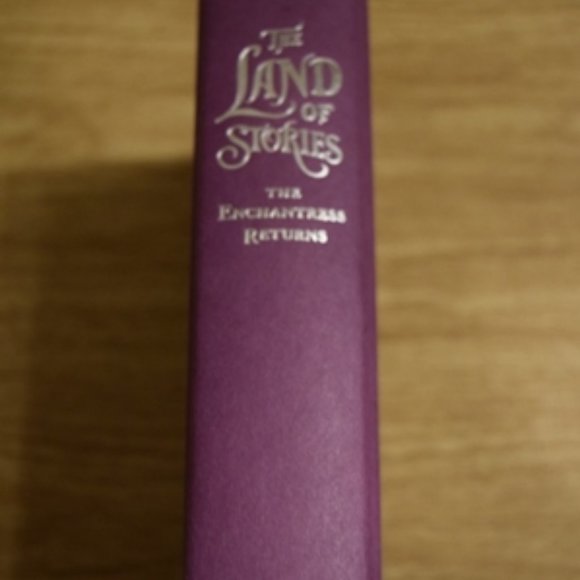 THE
LAND
OF
STORIES
THE
ENCHANTRESS
RETURNS